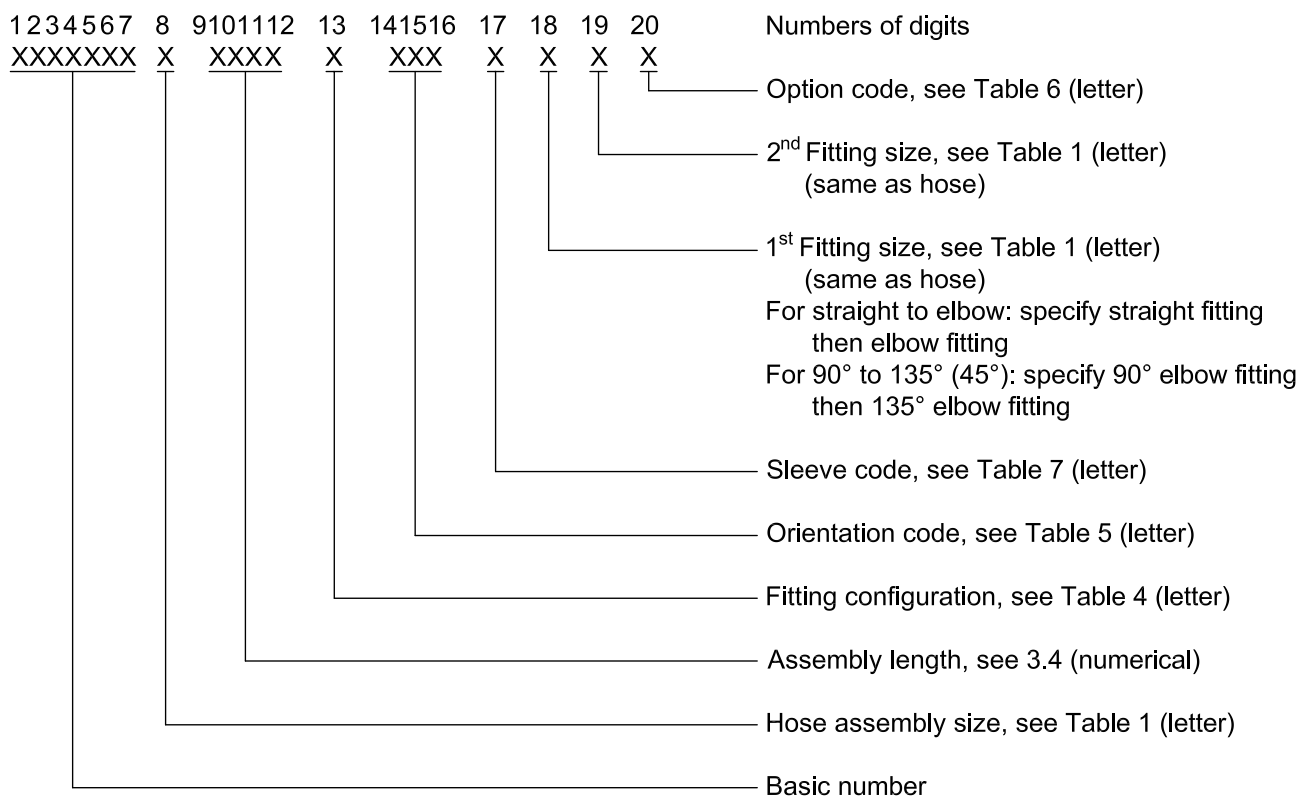 1234567 8 9101112 13 141516 17 18 19 20 Numbers of digits
XXXXXXX X XXXX X XXX X X X X
Option code, see Table 6 (letter)
2nd Fitting size, see Table 1 (letter)
(same as hose)
1st Fitting size, see Table 1 (letter)
(same as hose)
For straight to elbow: specify straight fitting
then elbow fitting
For 90° to 135° (45°): specify 90° elbow fitting
then 135° elbow fitting
Sleeve code, see Table 7 (letter)
Orientation code, see Table 5 (letter)
Fitting configuration, see Table 4 (letter)
Assembly length, see 3.4 (numerical)
Hose assembly size, see Table 1 (letter)
Basic number